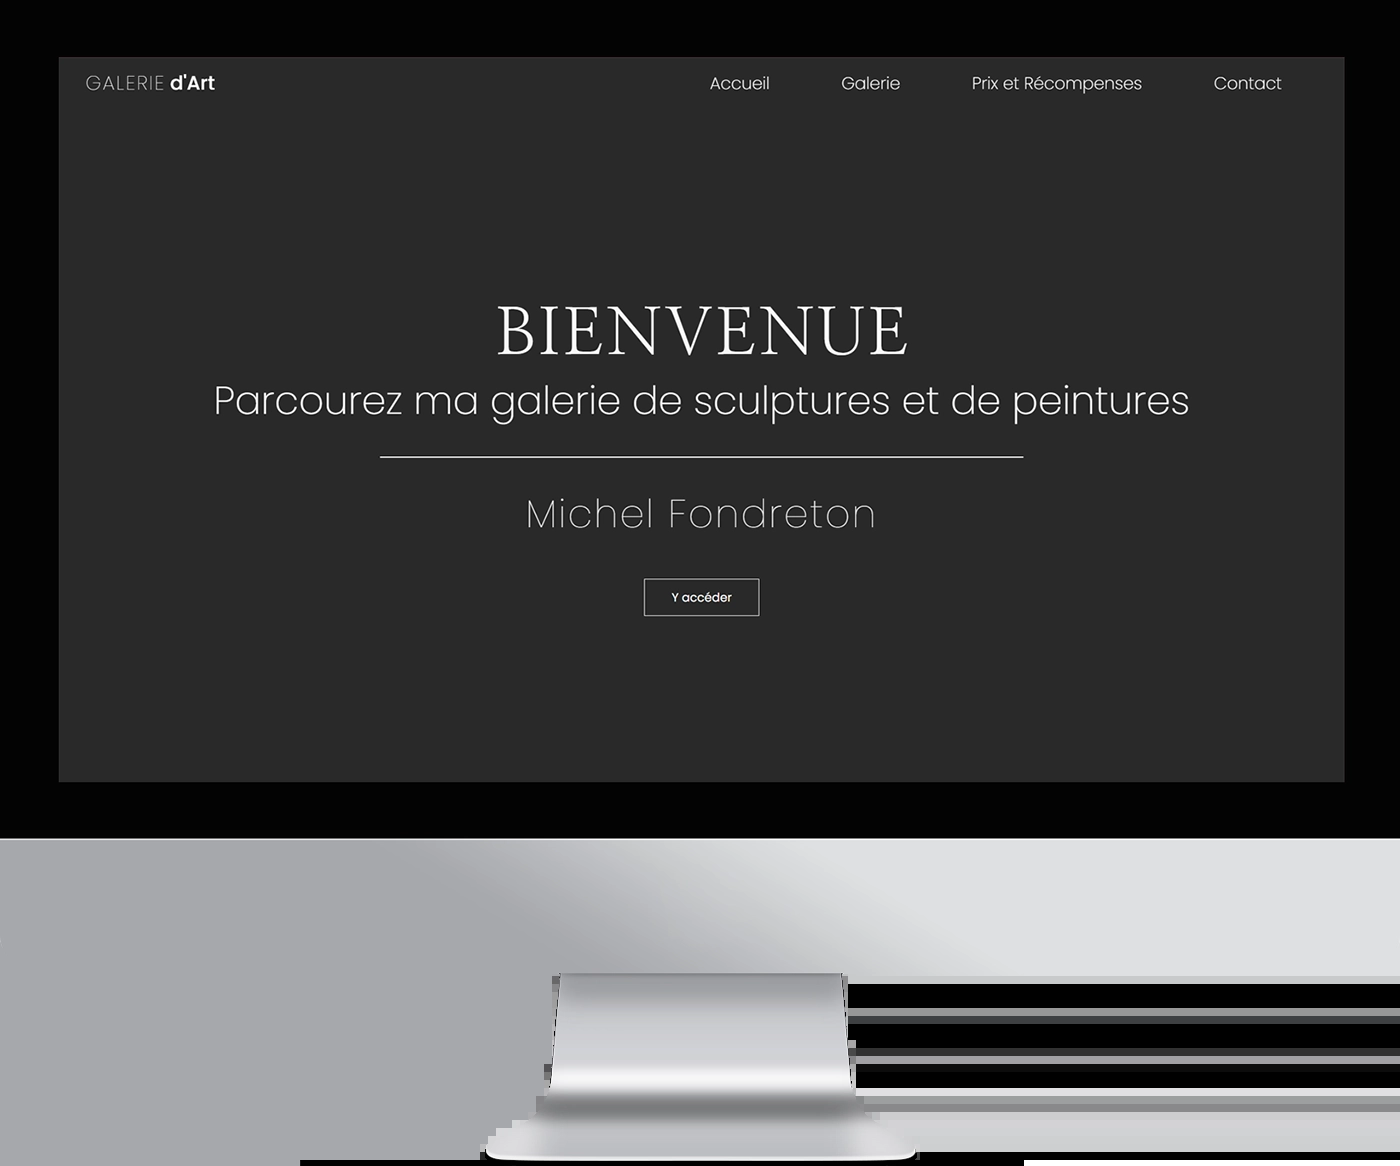 GALERIE d'Art
Accueil Galerie Prix et Récompenses Contact
BIENVENUE
Parcourez ma galerie de sculptures et de peintures
Michel Fondreton
Y accéder